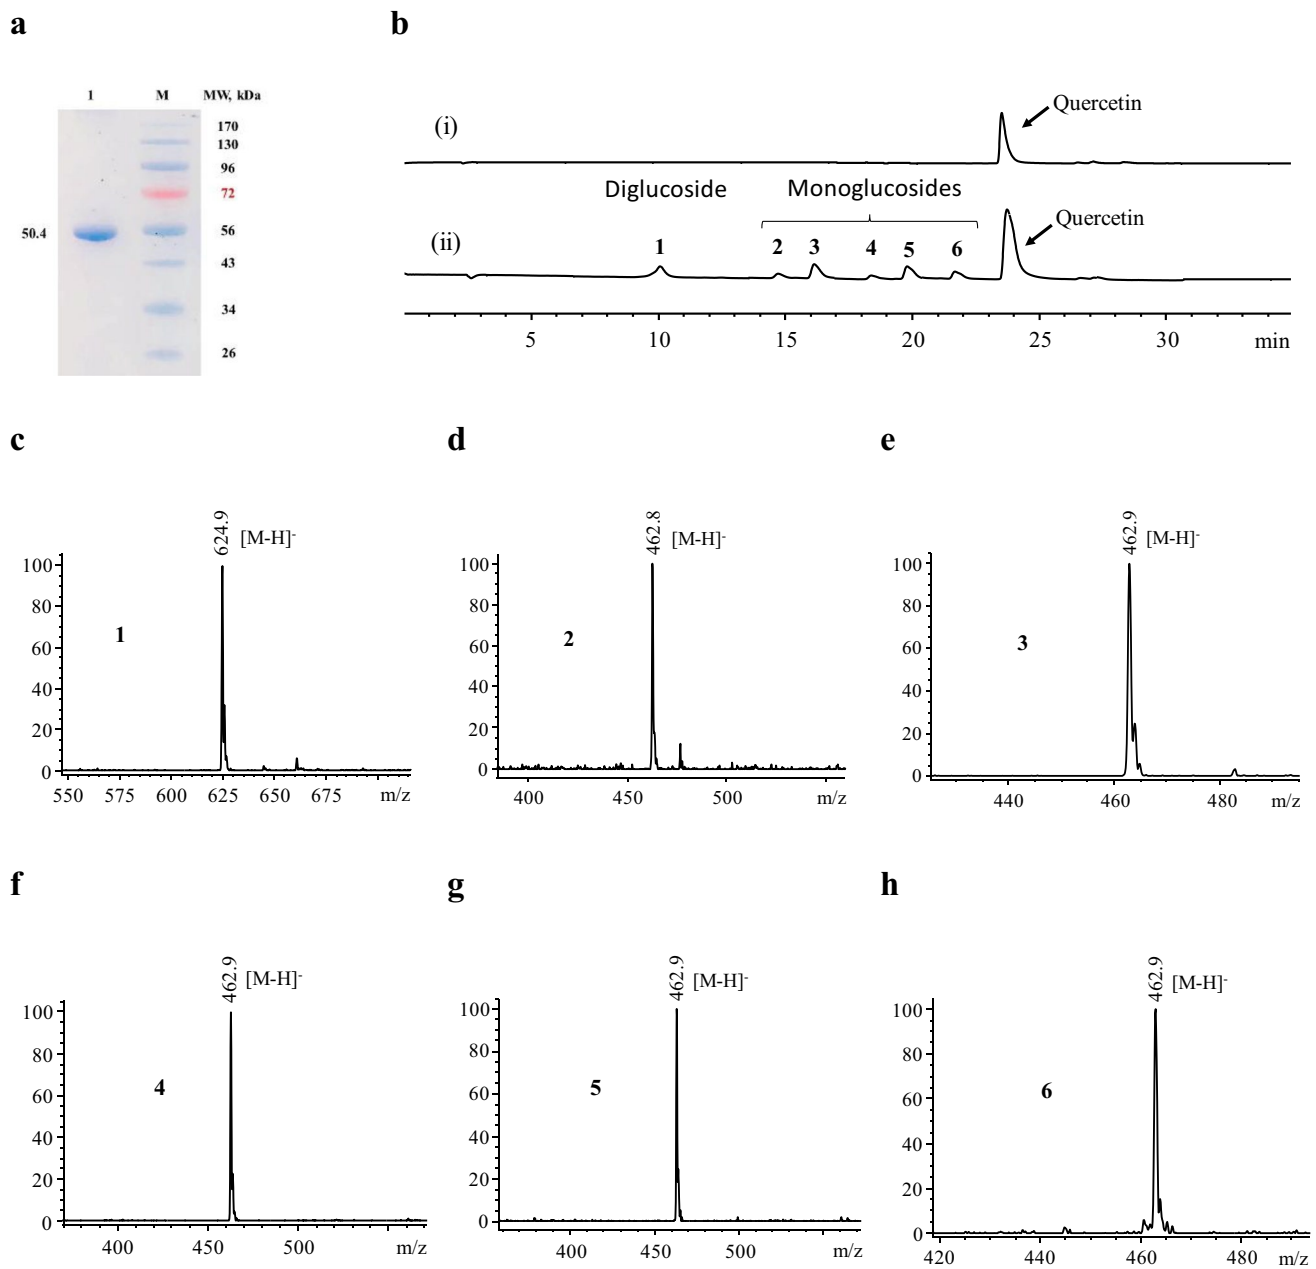 a
1 M MW, kDa
170
130
96
72
56
50.4
43
34
26
b
(i)
Quercetin
Diglucoside
Monoglucosides
(ii)
1 2 3 4 5 6
Quercetin
5 10 15 20 25 30 min
c
624.9
[M-H]-
100
80
60
40
20
0
1
550 575 600 625 650 675 m/z
d
462.8
[M-H]-
100
80
60
40
20
0
2
400 450 500 m/z
e
462.9
[M-H]-
100
80
60
40
20
0
3
440 460 480 m/z
f
462.9
[M-H]-
100
80
60
40
20
0
4
400 450 500 m/z
g
462.9
[M-H]-
100
80
60
40
20
0
5
400 450 500 m/z
h
462.9
[M-H]-
100
80
60
40
20
0
6
420 440 460 480 m/z